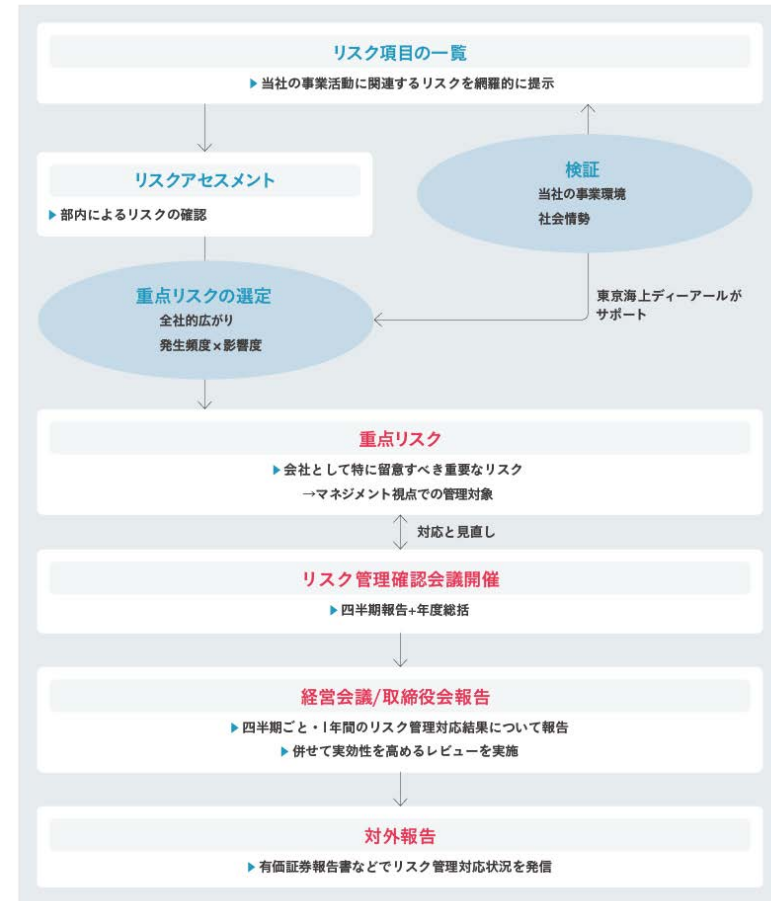 リスク項目の一覧
▶当社の事業活動に関連するリスクを網羅的に提示
リスクアセスメント
▶部内によるリスクの確認
検証
当社の事業環境
社会情勢
重点リスクの選定
全社的広がり
発生頻度×影響度
東京海上ディーアールが
サポート
重点リスク
▶会社として特に留意すべき重要なリスク
→マネジメント視点での管理対象
対応と見直し
リスク管理確認会議開催
▶四半期報告+年度総括
経営会議/取締役会報告
▶四半期ごと・1年間のリスク管理対応結果について報告
▶併せて実効性を高めるレビューを実施
対外報告
▶有価証券報告書などでリスク管理対応状況を発信